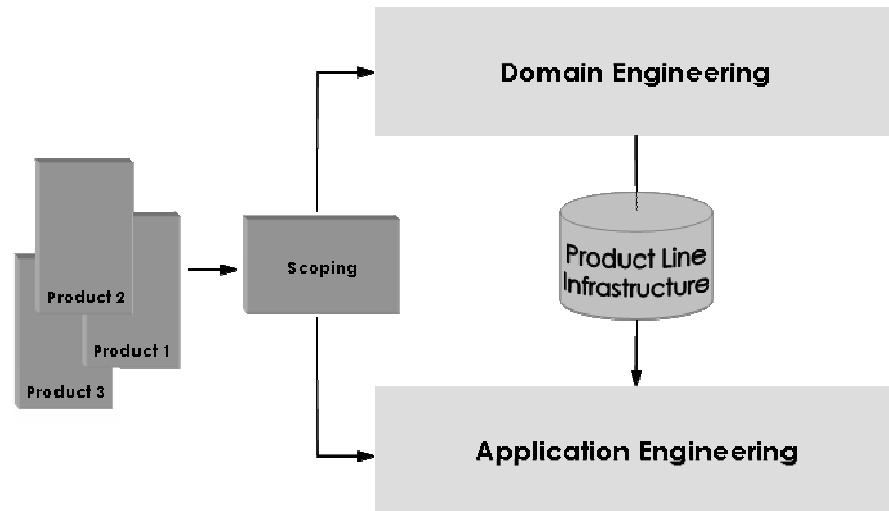 Domain Engineering
Product 2
Product 1
Product 3
Scoping
Product Line
Infrastructure
Application Engineering